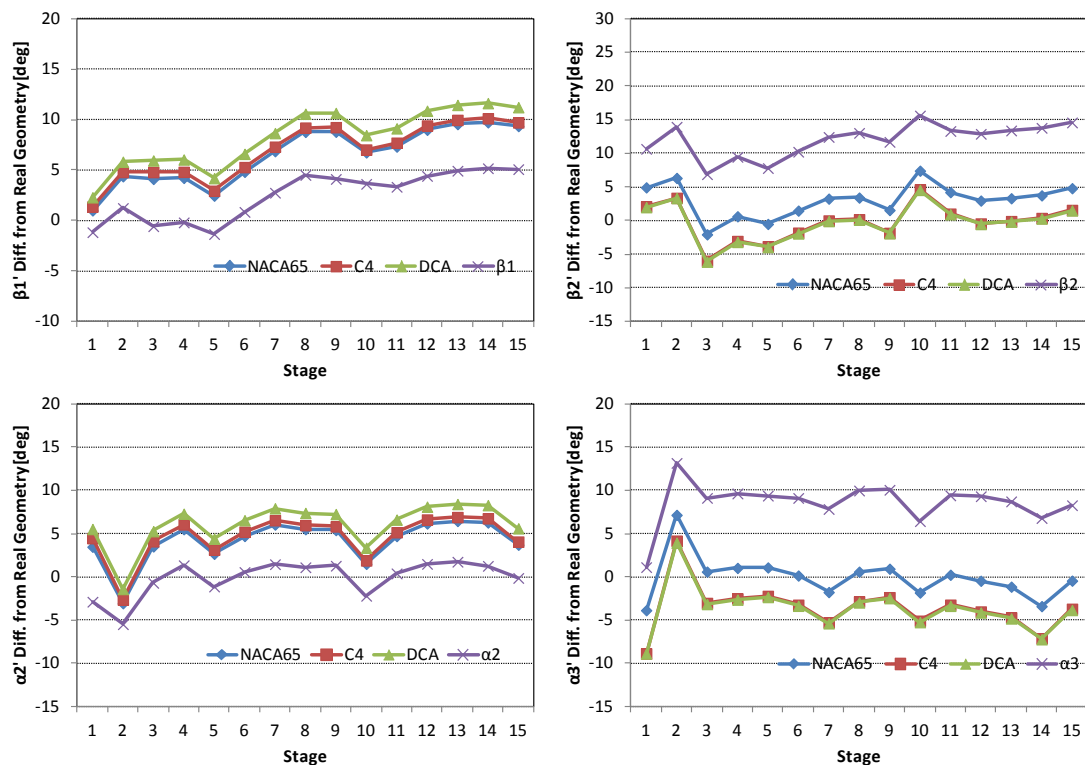 β1' Diff. from Real Geometry[deg]
20
15
10
5
0
-5
-10
NACA65 C4 DCA β1
1 2 3 4 5 6 7 8 9 10 11 12 13 14 15
Stage
β2' Diff. from Real Geometry[deg]
30
25
20
15
10
5
0
-5
-10
-15
NACA65 C4 DCA β2
1 2 3 4 5 6 7 8 9 10 11 12 13 14 15
Stage
α2' Diff. from Real Geometry[deg]
20
15
10
5
0
-5
-10
-15
NACA65 C4 DCA α2
1 2 3 4 5 6 7 8 9 10 11 12 13 14 15
Stage
α3' Diff. from Real Geometry[deg]
20
15
10
5
0
-5
-10
-15
NACA65 C4 DCA α3
1 2 3 4 5 6 7 8 9 10 11 12 13 14 15
Stage